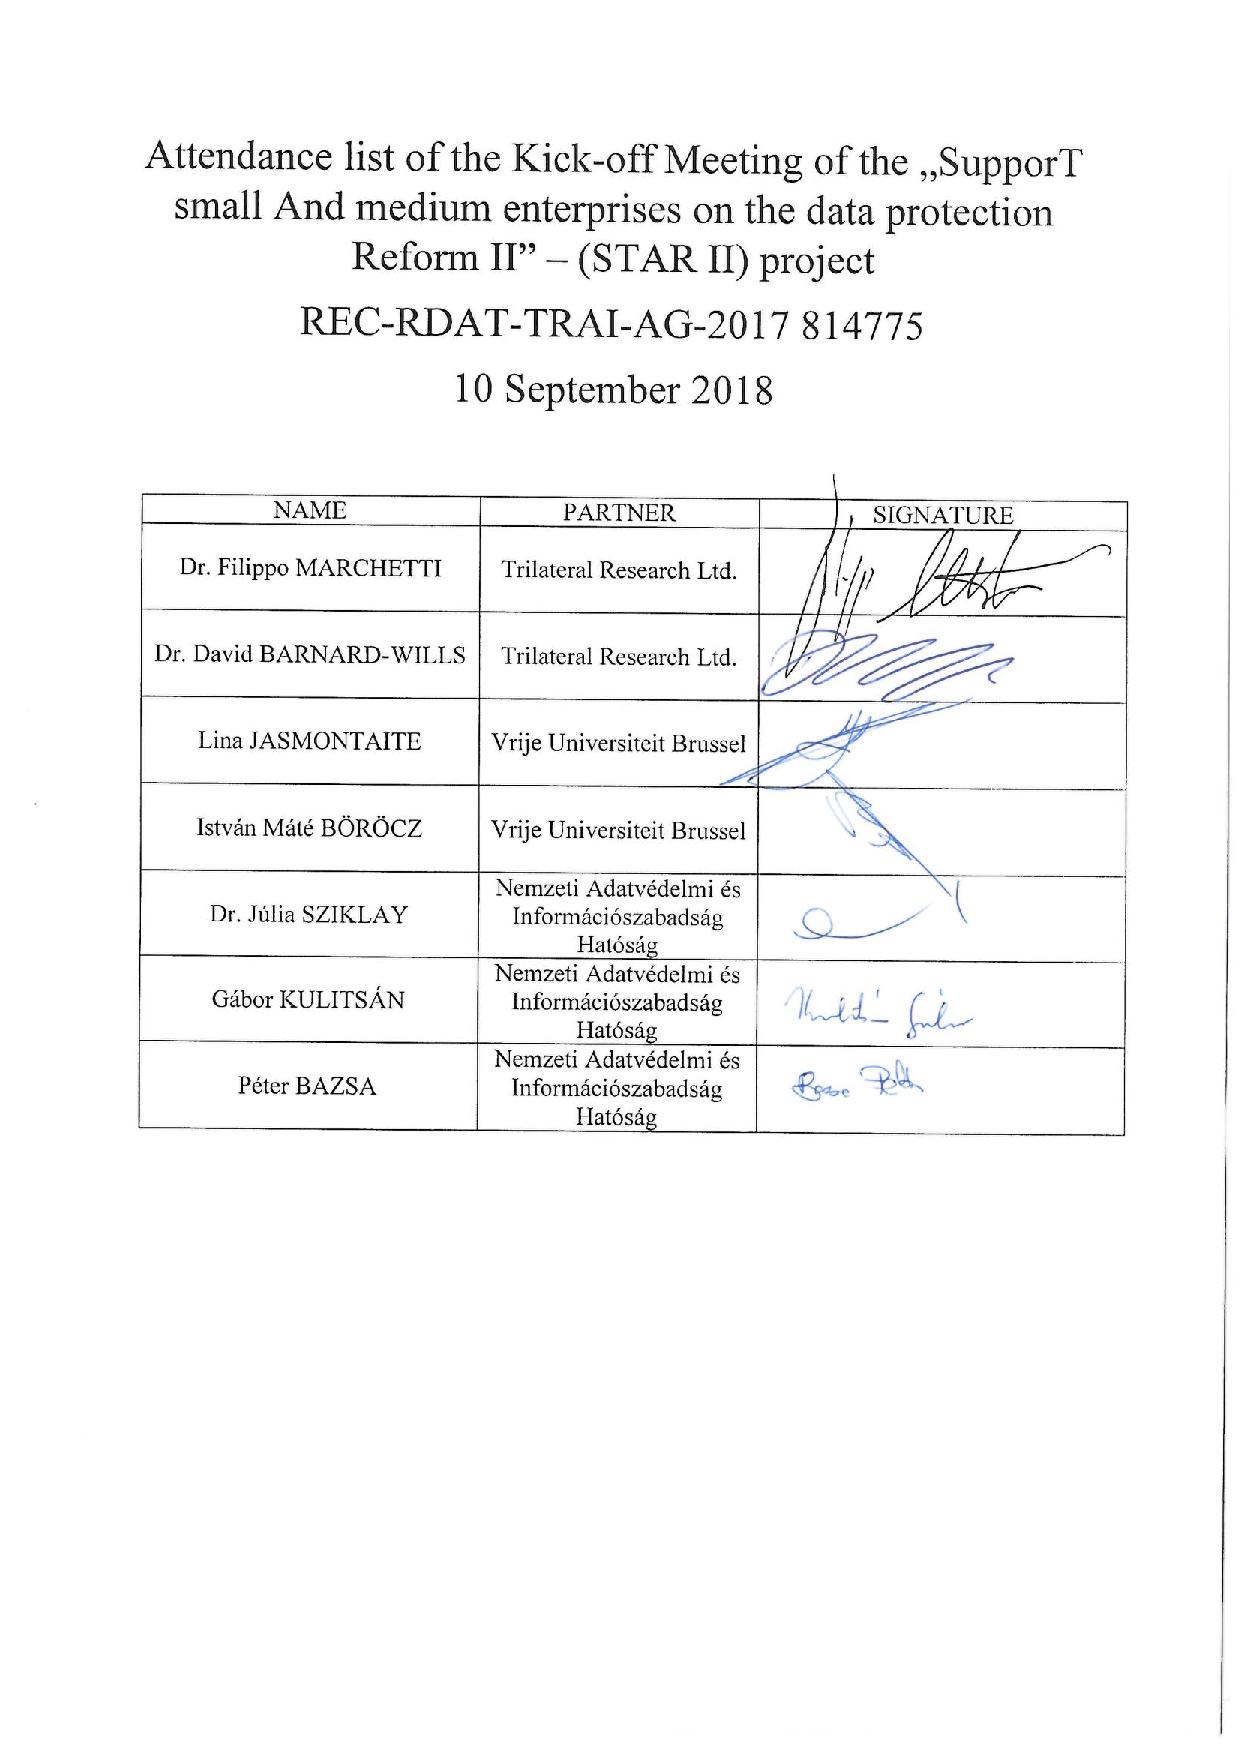 Attendance list of the Kick-off Meeting of the „SupporT
small And medium enterprises on the data protection
Reform II” – (STAR II) project
REC-RDAT-TRAI-AG-2017 814775
10 September 2018
NAME PARTNER SIGNATURE
Dr. Filippo MARCHETTI Trilateral Research Ltd.
Dr. David BARNARD-WILLS Trilateral Research Ltd.
Lina JASMONTAITE Vrije Universiteit Brussel
István Máté BÖRÖCZ Vrije Universiteit Brussel
Dr. Júlia SZIKLAY
Nemzeti Adatvédelmi és
Információszabadság
Hatóság
Gábor KULITSÁN
Nemzeti Adatvédelmi és
Információszabadság
Hatóság
Péter BAZSA
Nemzeti Adatvédelmi és
Információszabadság
Hatóság